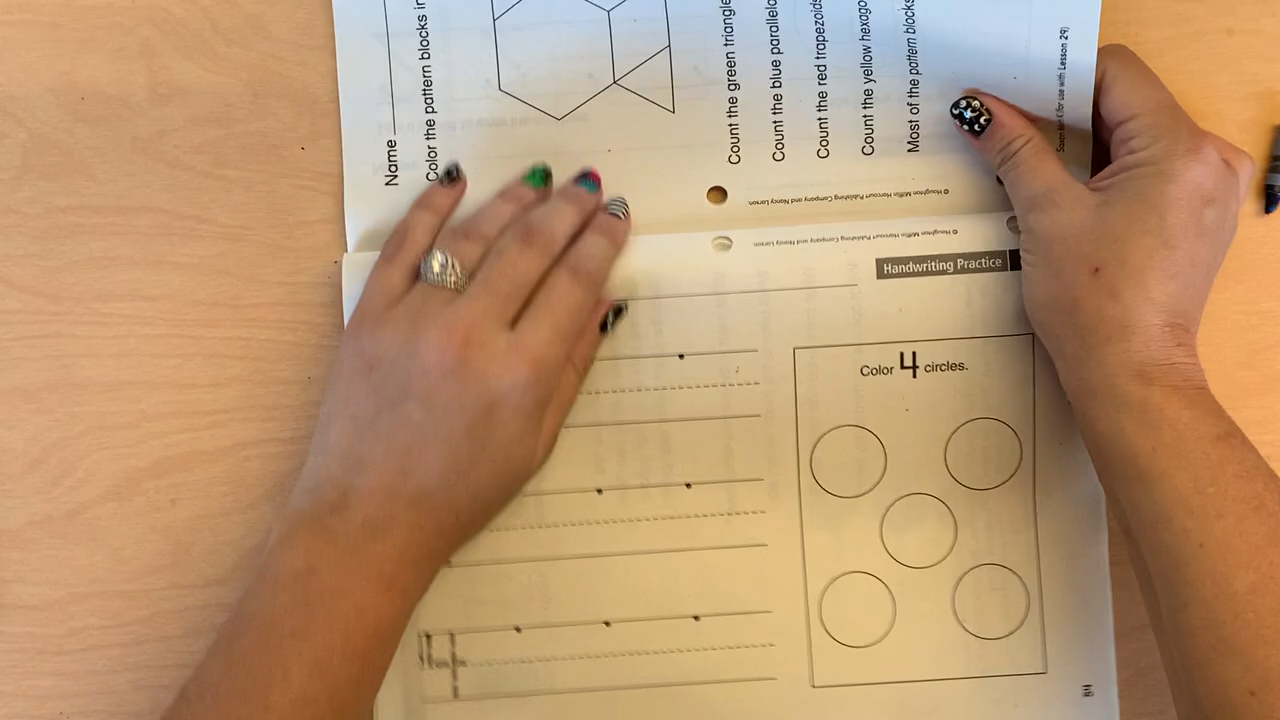 Name
Color the pattern blocks in
Count the green triangle
Count the blue parallelo
Count the red trapezoids
Count the yellow hexago
Most of the pattern blocks
(for use with Lesson 29)
© Houghton Mifflin Harcourt Publishing Company and Nancy Larson.
© Houghton Mifflin Harcourt Publishing Company and Nancy Larson.
Handwriting Practice
Color 4 circles.
4